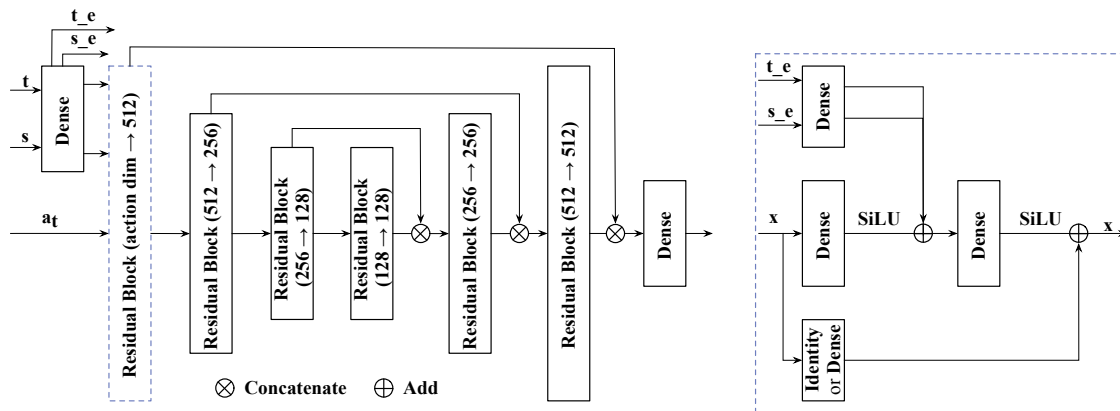 t_e
s_e
t
s
a_t
Dense
Residual Block (action dim → 512)
Residual Block (512 → 256)
Residual Block
(256 → 128)
Residual Block
(128 → 128)
Residual Block (256 → 256)
Residual Block (512 → 512)
Dense
⊗ Concatenate ⊕ Add
t_e
s_e
Dense
x
Dense
SiLU
Dense
SiLU
x
Identity
or Dense